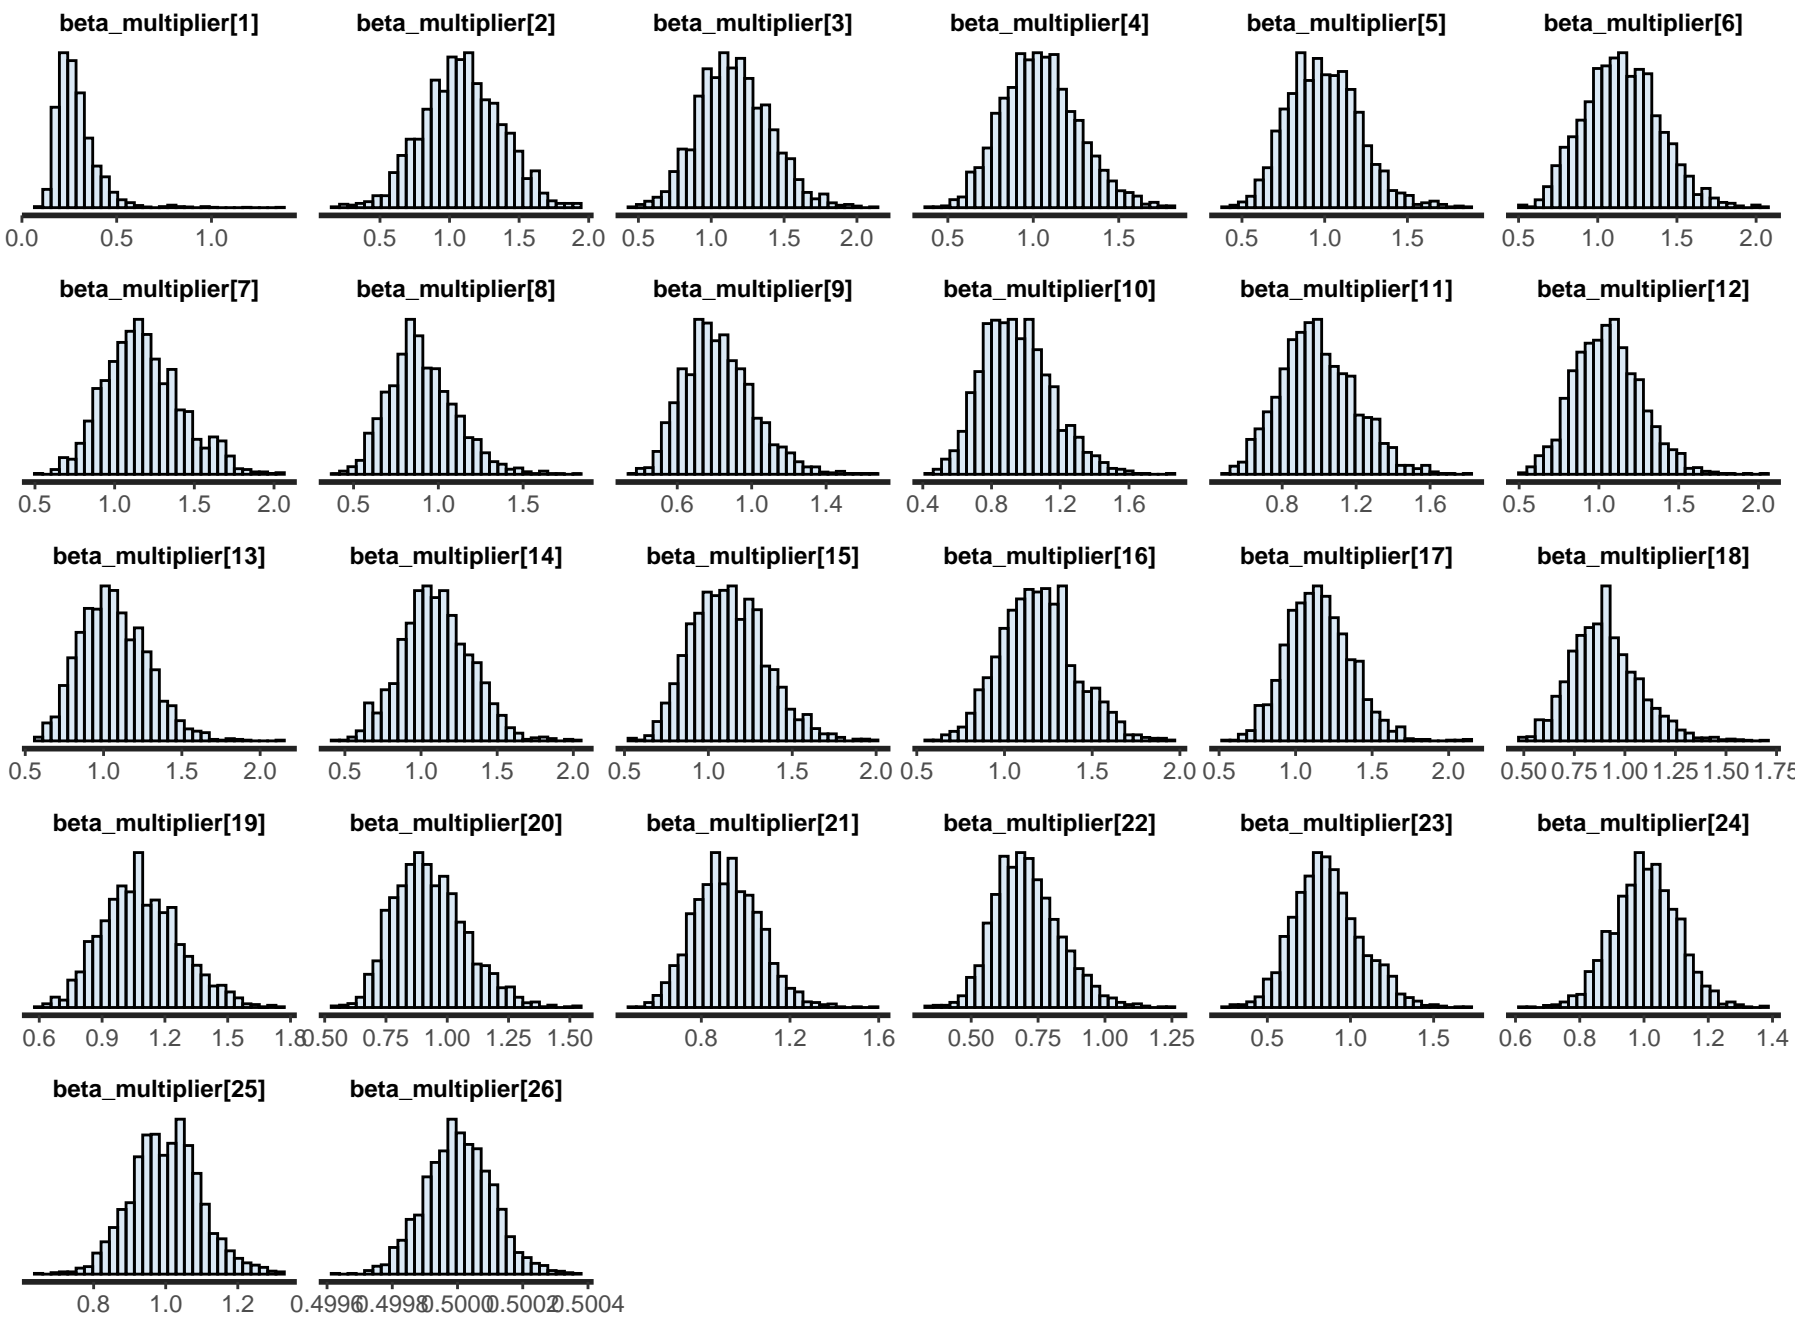 beta_multiplier[1] beta_multiplier[2] beta_multiplier[3] beta_multiplier[4] beta_multiplier[5] beta_multiplier[6]
0.0 0.5 1.0 0.5 1.0 1.5 2.0 0.5 1.0 1.5 2.0 0.5 1.0 1.5 0.5 1.0 1.5 0.5 1.0 1.5 2.0
beta_multiplier[7] beta_multiplier[8] beta_multiplier[9] beta_multiplier[10] beta_multiplier[11] beta_multiplier[12]
0.5 1.0 1.5 2.0 0.5 1.0 1.5 0.6 1.0 1.4 0.4 0.8 1.2 1.6 0.8 1.2 1.6 0.5 1.0 1.5 2.0
beta_multiplier[13] beta_multiplier[14] beta_multiplier[15] beta_multiplier[16] beta_multiplier[17] beta_multiplier[18]
0.5 1.0 1.5 2.0 0.5 1.0 1.5 2.0 0.5 1.0 1.5 2.0 0.5 1.0 1.5 2.0 0.5 1.0 1.5 2.0 0.50 0.75 1.00 1.25 1.50 1.75
beta_multiplier[19] beta_multiplier[20] beta_multiplier[21] beta_multiplier[22] beta_multiplier[23] beta_multiplier[24]
0.6 0.9 1.2 1.5 1.8 0.50 0.75 1.00 1.25 1.50 0.8 1.2 1.6 0.50 0.75 1.00 1.25 0.5 1.0 1.5 0.6 0.8 1.0 1.2 1.4
beta_multiplier[25] beta_multiplier[26]
0.8 1.0 1.2 0.4996 0.4998 0.5000 0.5002 0.5004